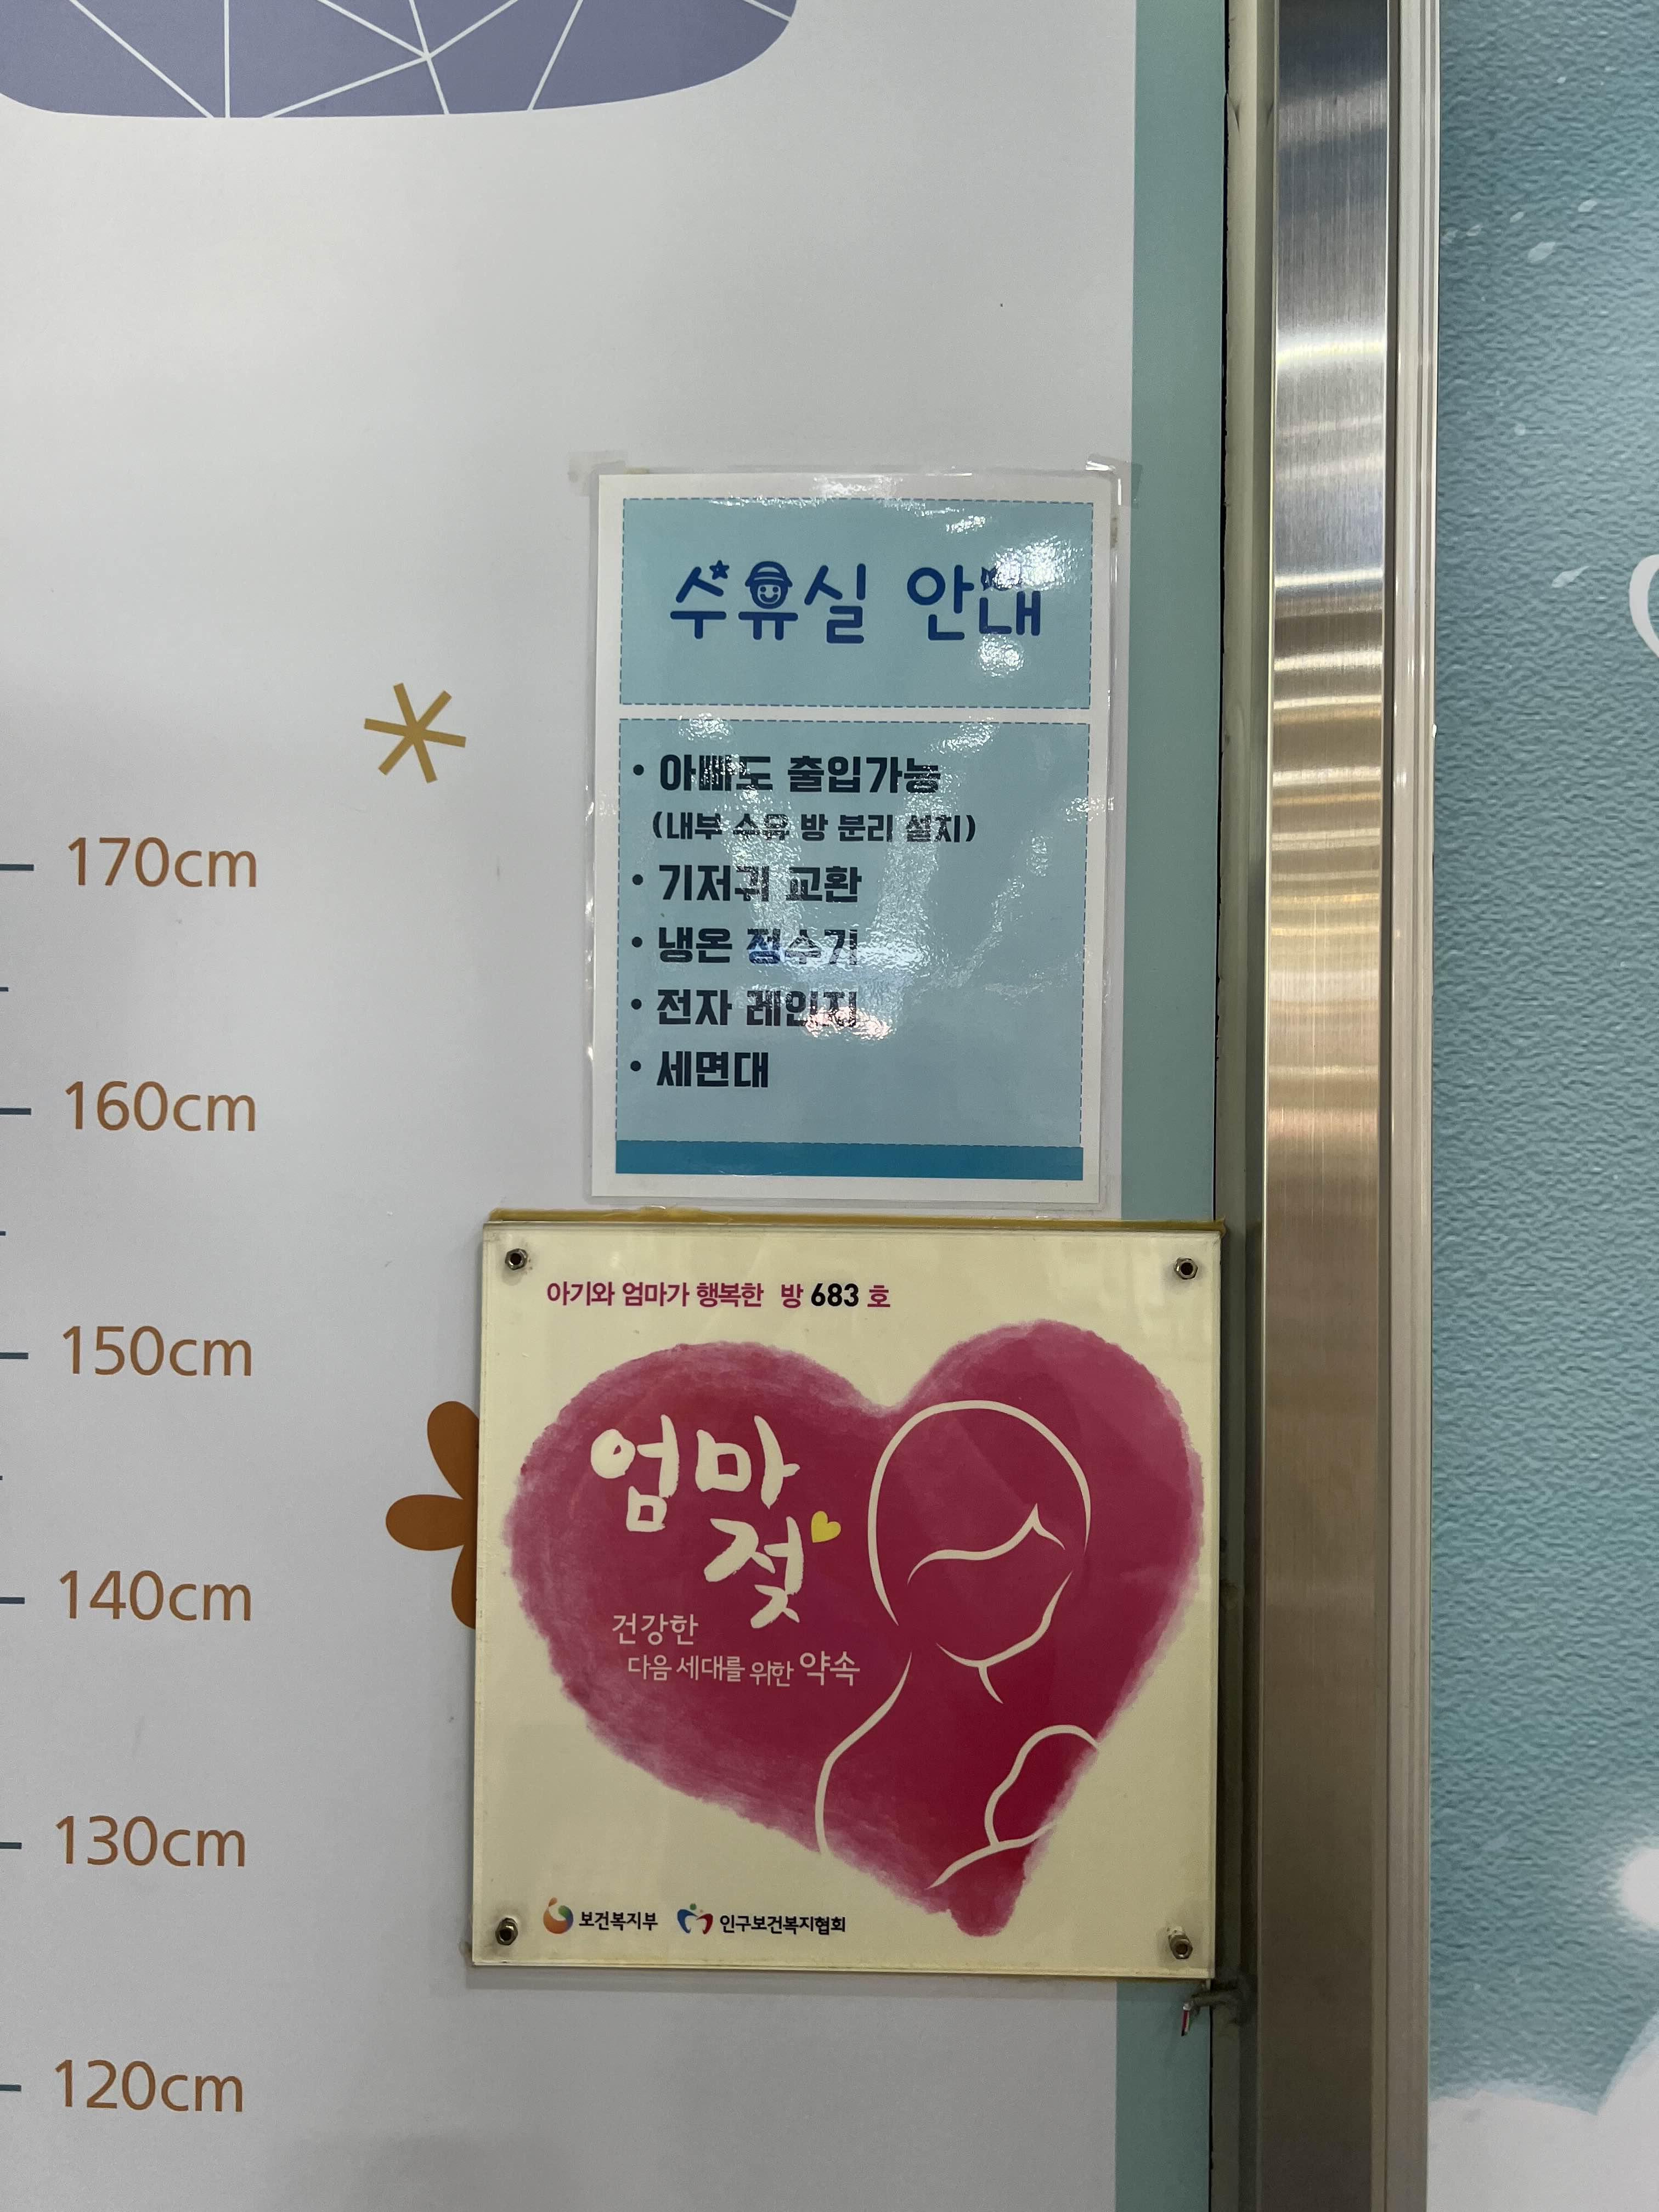 수유실 안내
• 아빠도 출입가능
(내부 수유 방 분리 설치)
• 기저귀 교환
• 냉온 정수기
• 전자 레인지
• 세면대
170cm
160cm
150cm
140cm
130cm
120cm
아기와 엄마가 행복한 방 683 호
엄마
젖
건강한
다음 세대를 위한 약속
보건복지부 인구보건복지협회